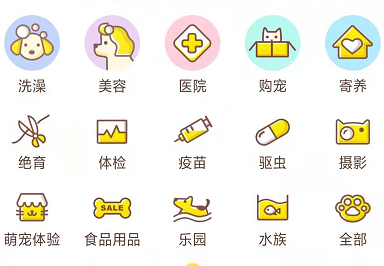 洗澡 美容 医院 购宠 寄养
绝育 体检 疫苗 驱虫 摄影
SALE
萌宠体验 食品用品 乐园 水族 全部